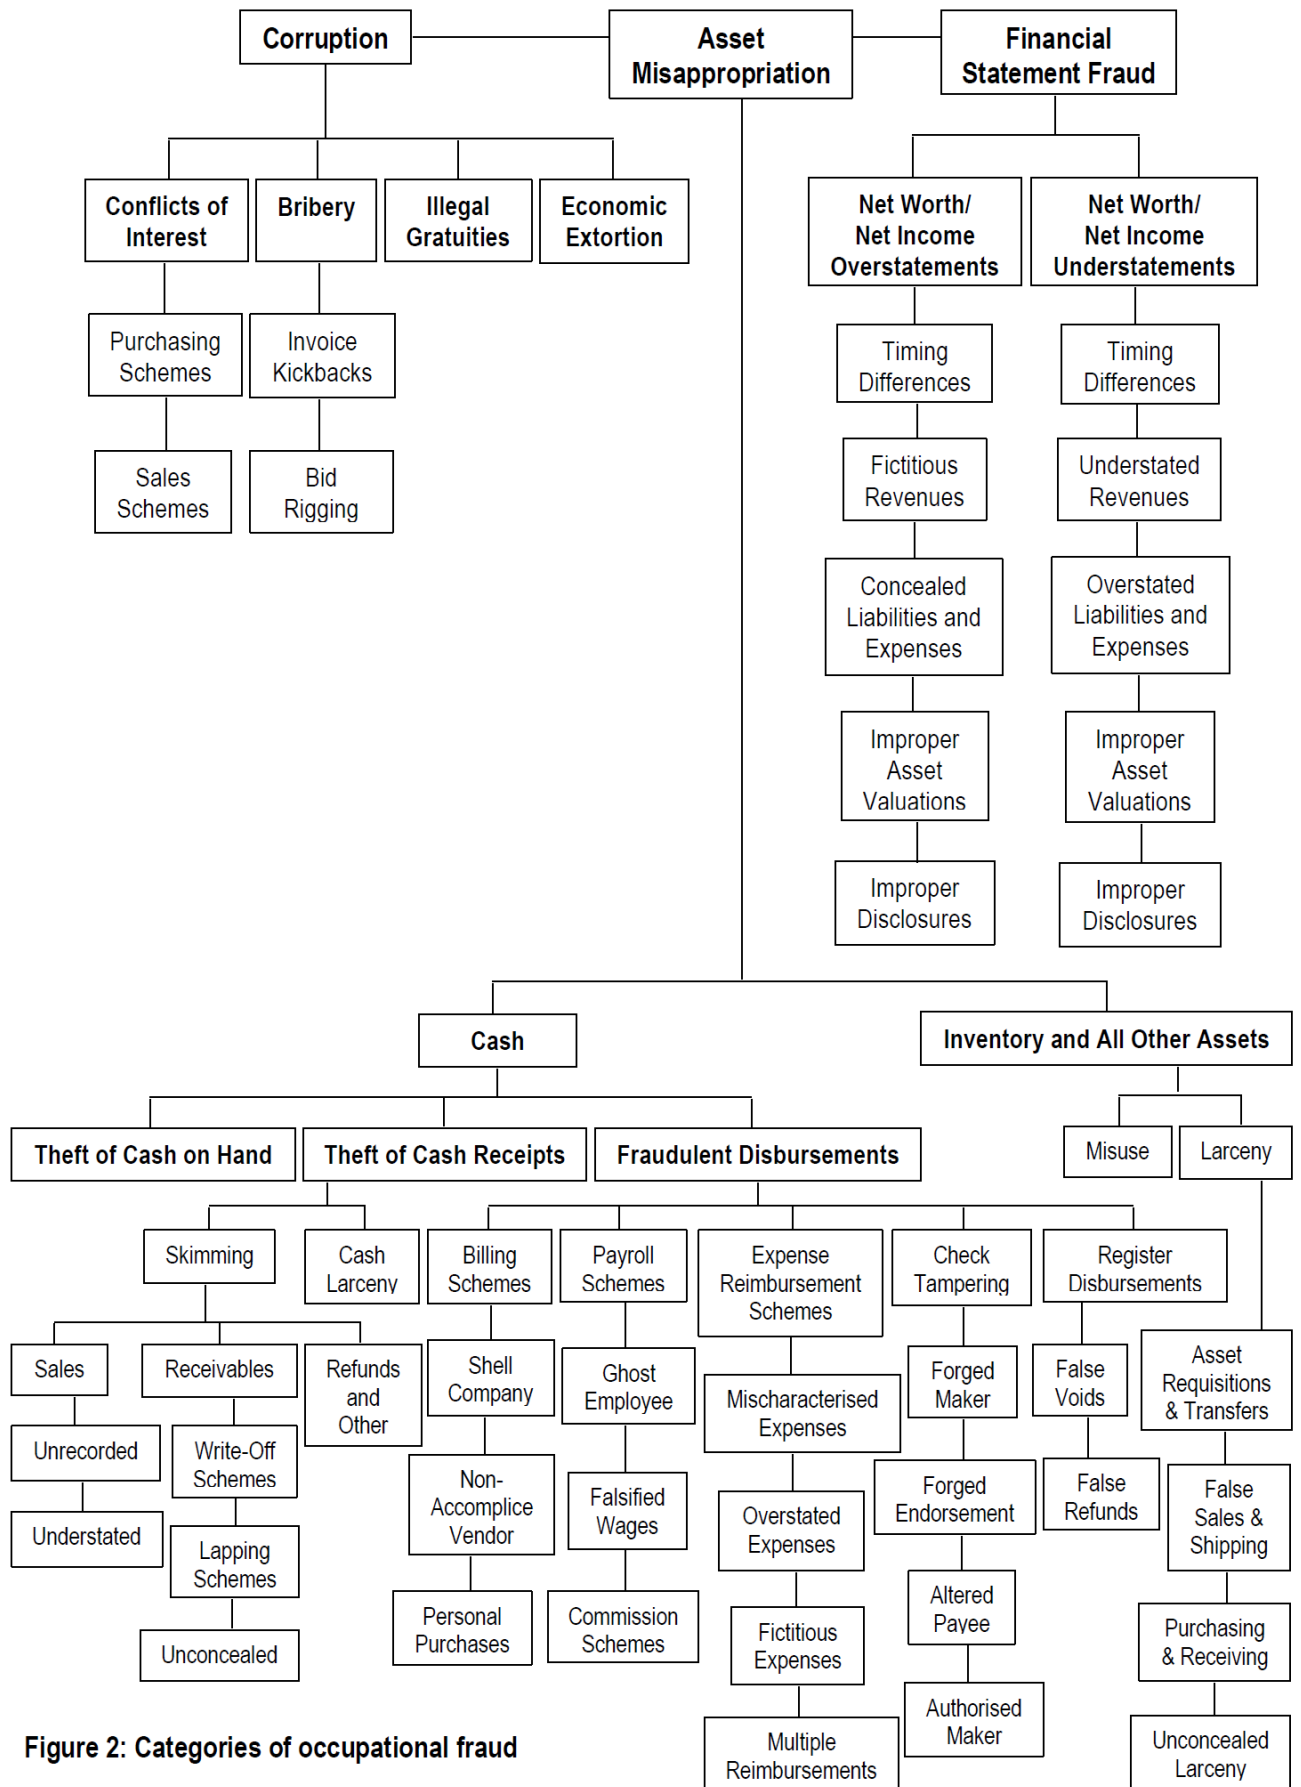 Corruption
Asset
Misappropriation
Financial
Statement Fraud
Conflicts of
Interest
Bribery
Illegal
Gratuities
Economic
Extortion
Net Worth/
Net Income
Overstatements
Net Worth/
Net Income
Understatements
Purchasing
Schemes
Invoice
Kickbacks
Timing
Differences
Timing
Differences
Sales
Schemes
Bid
Rigging
Fictitious
Revenues
Understated
Revenues
Concealed
Liabilities and
Expenses
Overstated
Liabilities and
Expenses
Improper
Asset
Valuations
Improper
Asset
Valuations
Improper
Disclosures
Improper
Disclosures
Cash
Inventory and All Other Assets
Theft of Cash on Hand
Theft of Cash Receipts
Fraudulent Disbursements
Misuse
Larceny
Skimming
Cash
Larceny
Billing
Schemes
Payroll
Schemes
Expense
Reimbursement
Schemes
Check
Tampering
Register
Disbursements
Sales
Receivables
Refunds
and
Other
Shell
Company
Ghost
Employee
Mischaracterised
Expenses
Forged
Maker
False
Voids
Asset
Requisitions
& Transfers
Unrecorded
Write-Off
Schemes
Non-
Accomplice
Vendor
Falsified
Wages
Overstated
Expenses
Forged
Endorsement
False
Refunds
False
Sales &
Shipping
Understated
Lapping
Schemes
Personal
Purchases
Commission
Schemes
Fictitious
Expenses
Altered
Payee
Purchasing
& Receiving
Unconcealed
Multiple
Reimbursements
Authorised
Maker
Unconcealed
Larceny
Figure 2: Categories of occupational fraud